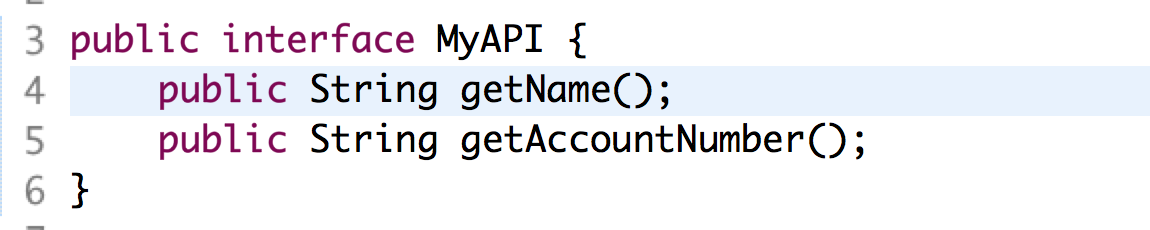 3 public interface MyAPI {
4     public String getName();
5     public String getAccountNumber();
6 }